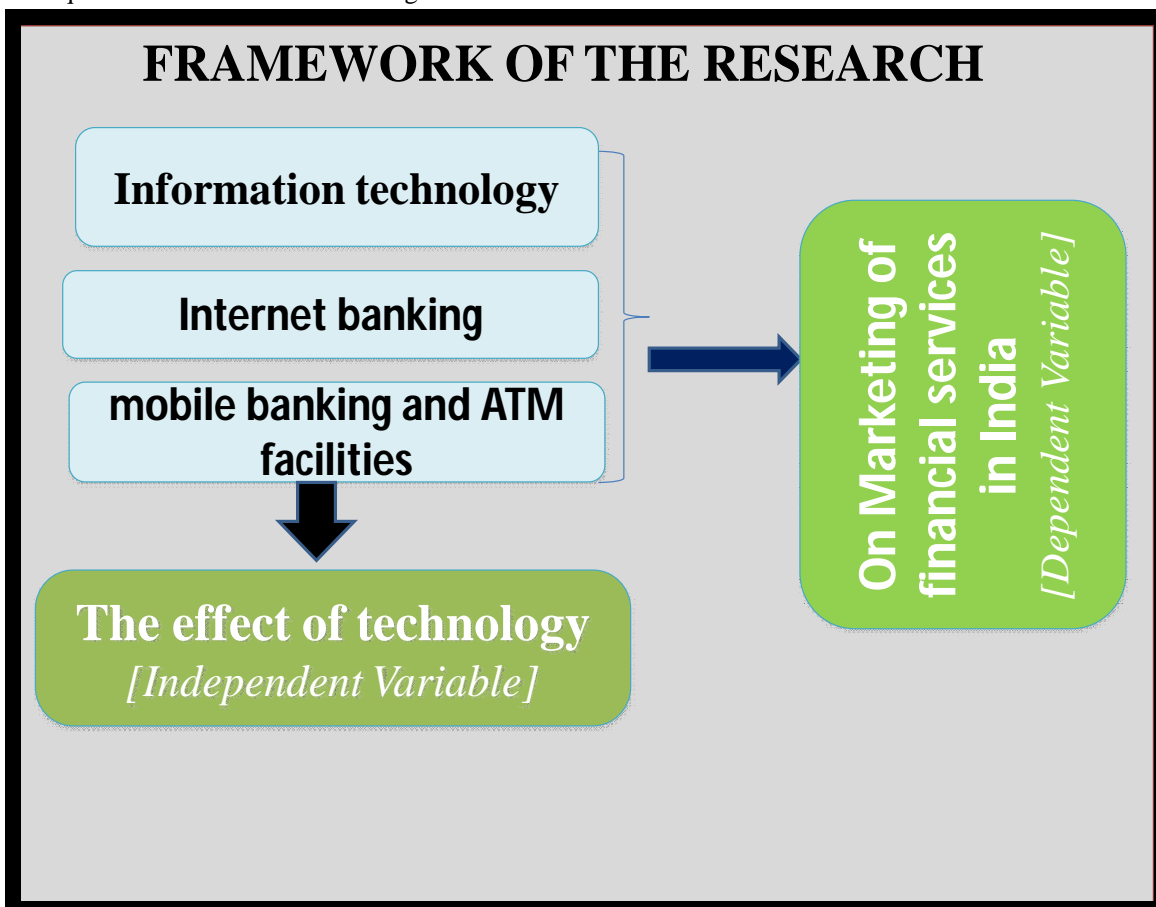 FRAMEWORK OF THE RESEARCH
Information technology
Internet banking
mobile banking and ATM
facilities
The effect of technology
[Independent Variable]
On Marketing of
financial services
in India
[Dependent Variable]